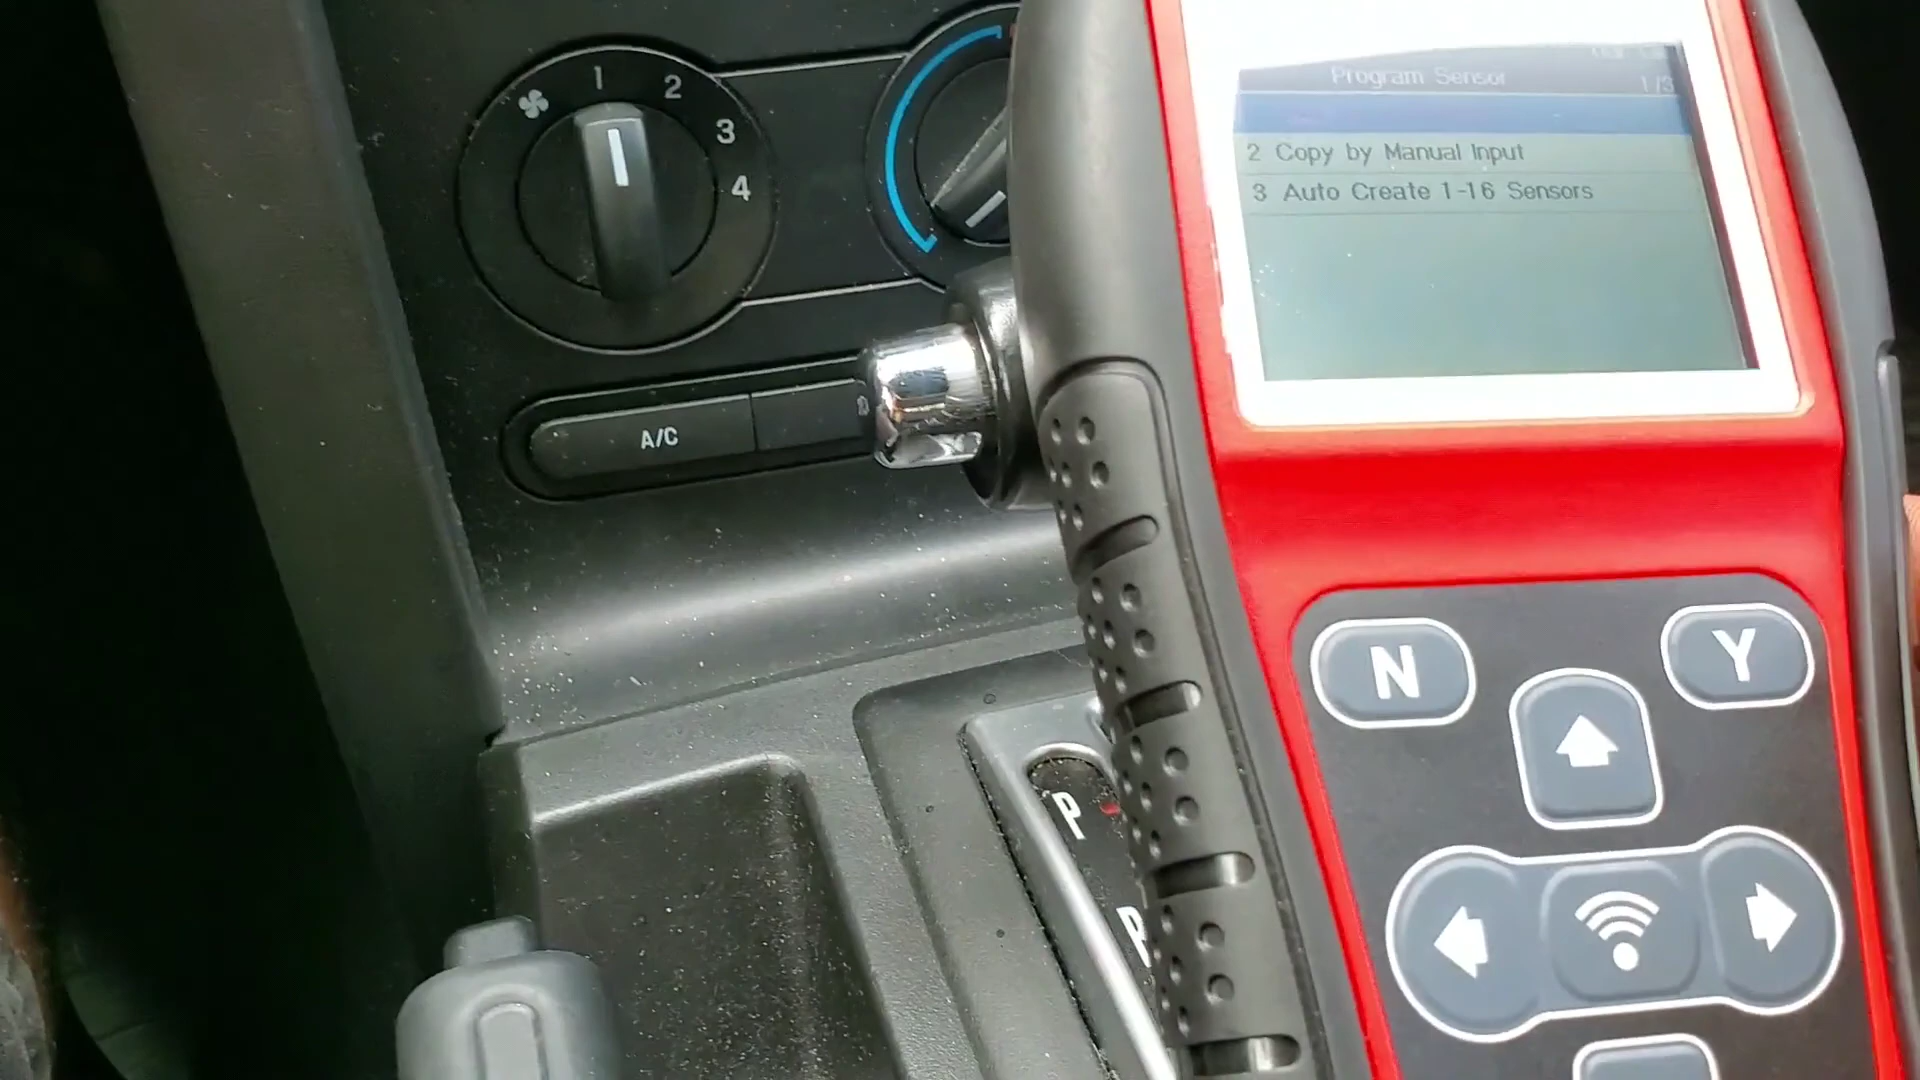 Program Sensor
1/3
2 Copy by Manual Input
3 Auto Create 1-16 Sensors
1
2
3
4
A/C
N
Y
P